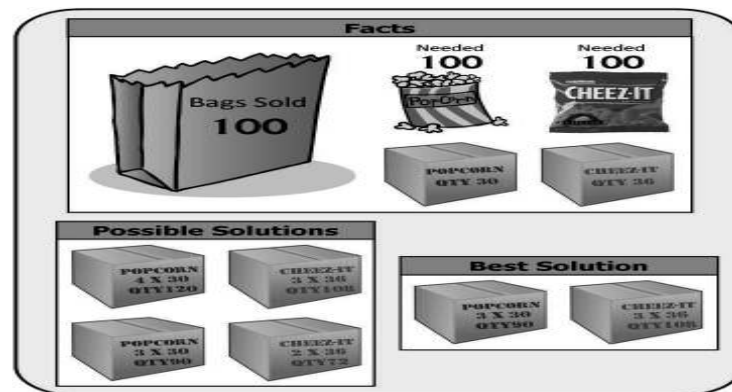 Facts
Bags Sold
100
Needed
100
PopCorn
Needed
100
CHEEZ-IT
POPCORN
QTY 30
CHEEZ-IT
QTY 36
Possible Solutions
POPCORN
4 X 30
QTY120
CHEEZ-IT
3 X 36
QTY108
POPCORN
3 X 30
QTY90
CHEEZ-IT
2 X 36
QTY72
Best Solution
POPCORN
3 X 30
QTY90
CHEEZ-IT
3 X 36
QTY108